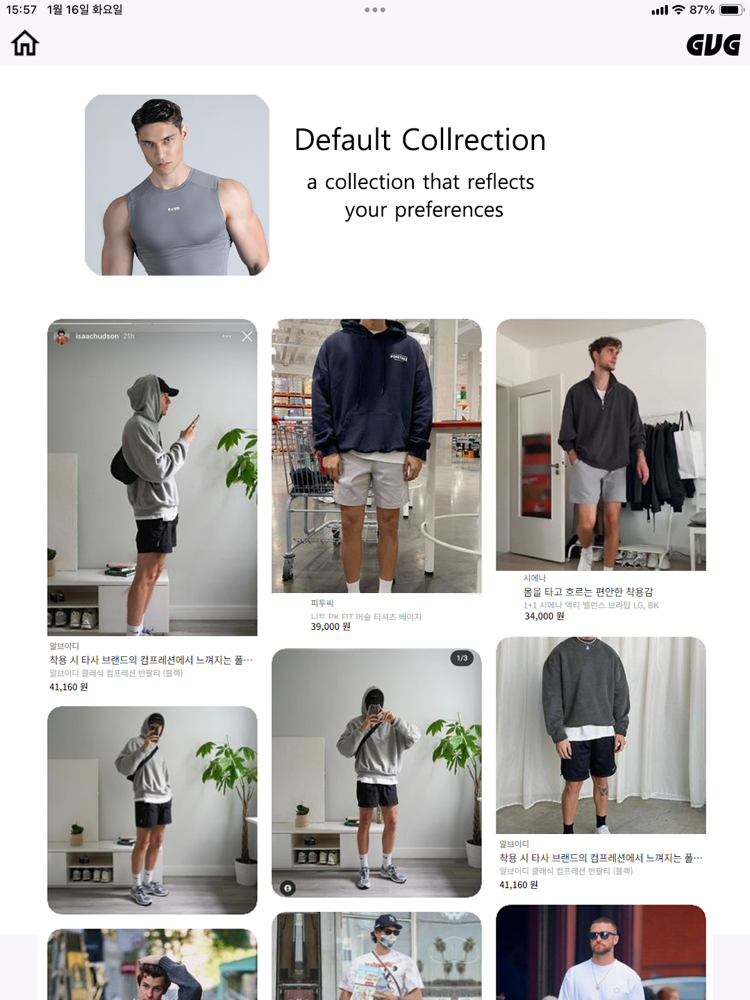 15:57 1월 16일 화요일
87%
GVG
Default Collrection
a collection that reflects
your preferences
R≡VD
isaachudson 21h
알브이디
착용 시 타사 브랜드의 컴프레션에서 느껴지는 폴…
알브이디 클래식 컴프레션 반팔티 (블랙)
41,160 원
피투씨
니트 PK FIT 머슬 티셔츠 베이지
39,000 원
1/3
시에나
몸을 타고 흐르는 편안한 착용감
1+1 시에나 액티 밸런스 브라탑 LG, BK
34,000 원
알브이디
착용 시 타사 브랜드의 컴프레션에서 느껴지는 폴…
알브이디 클래식 컴프레션 반팔티 (블랙)
41,160 원